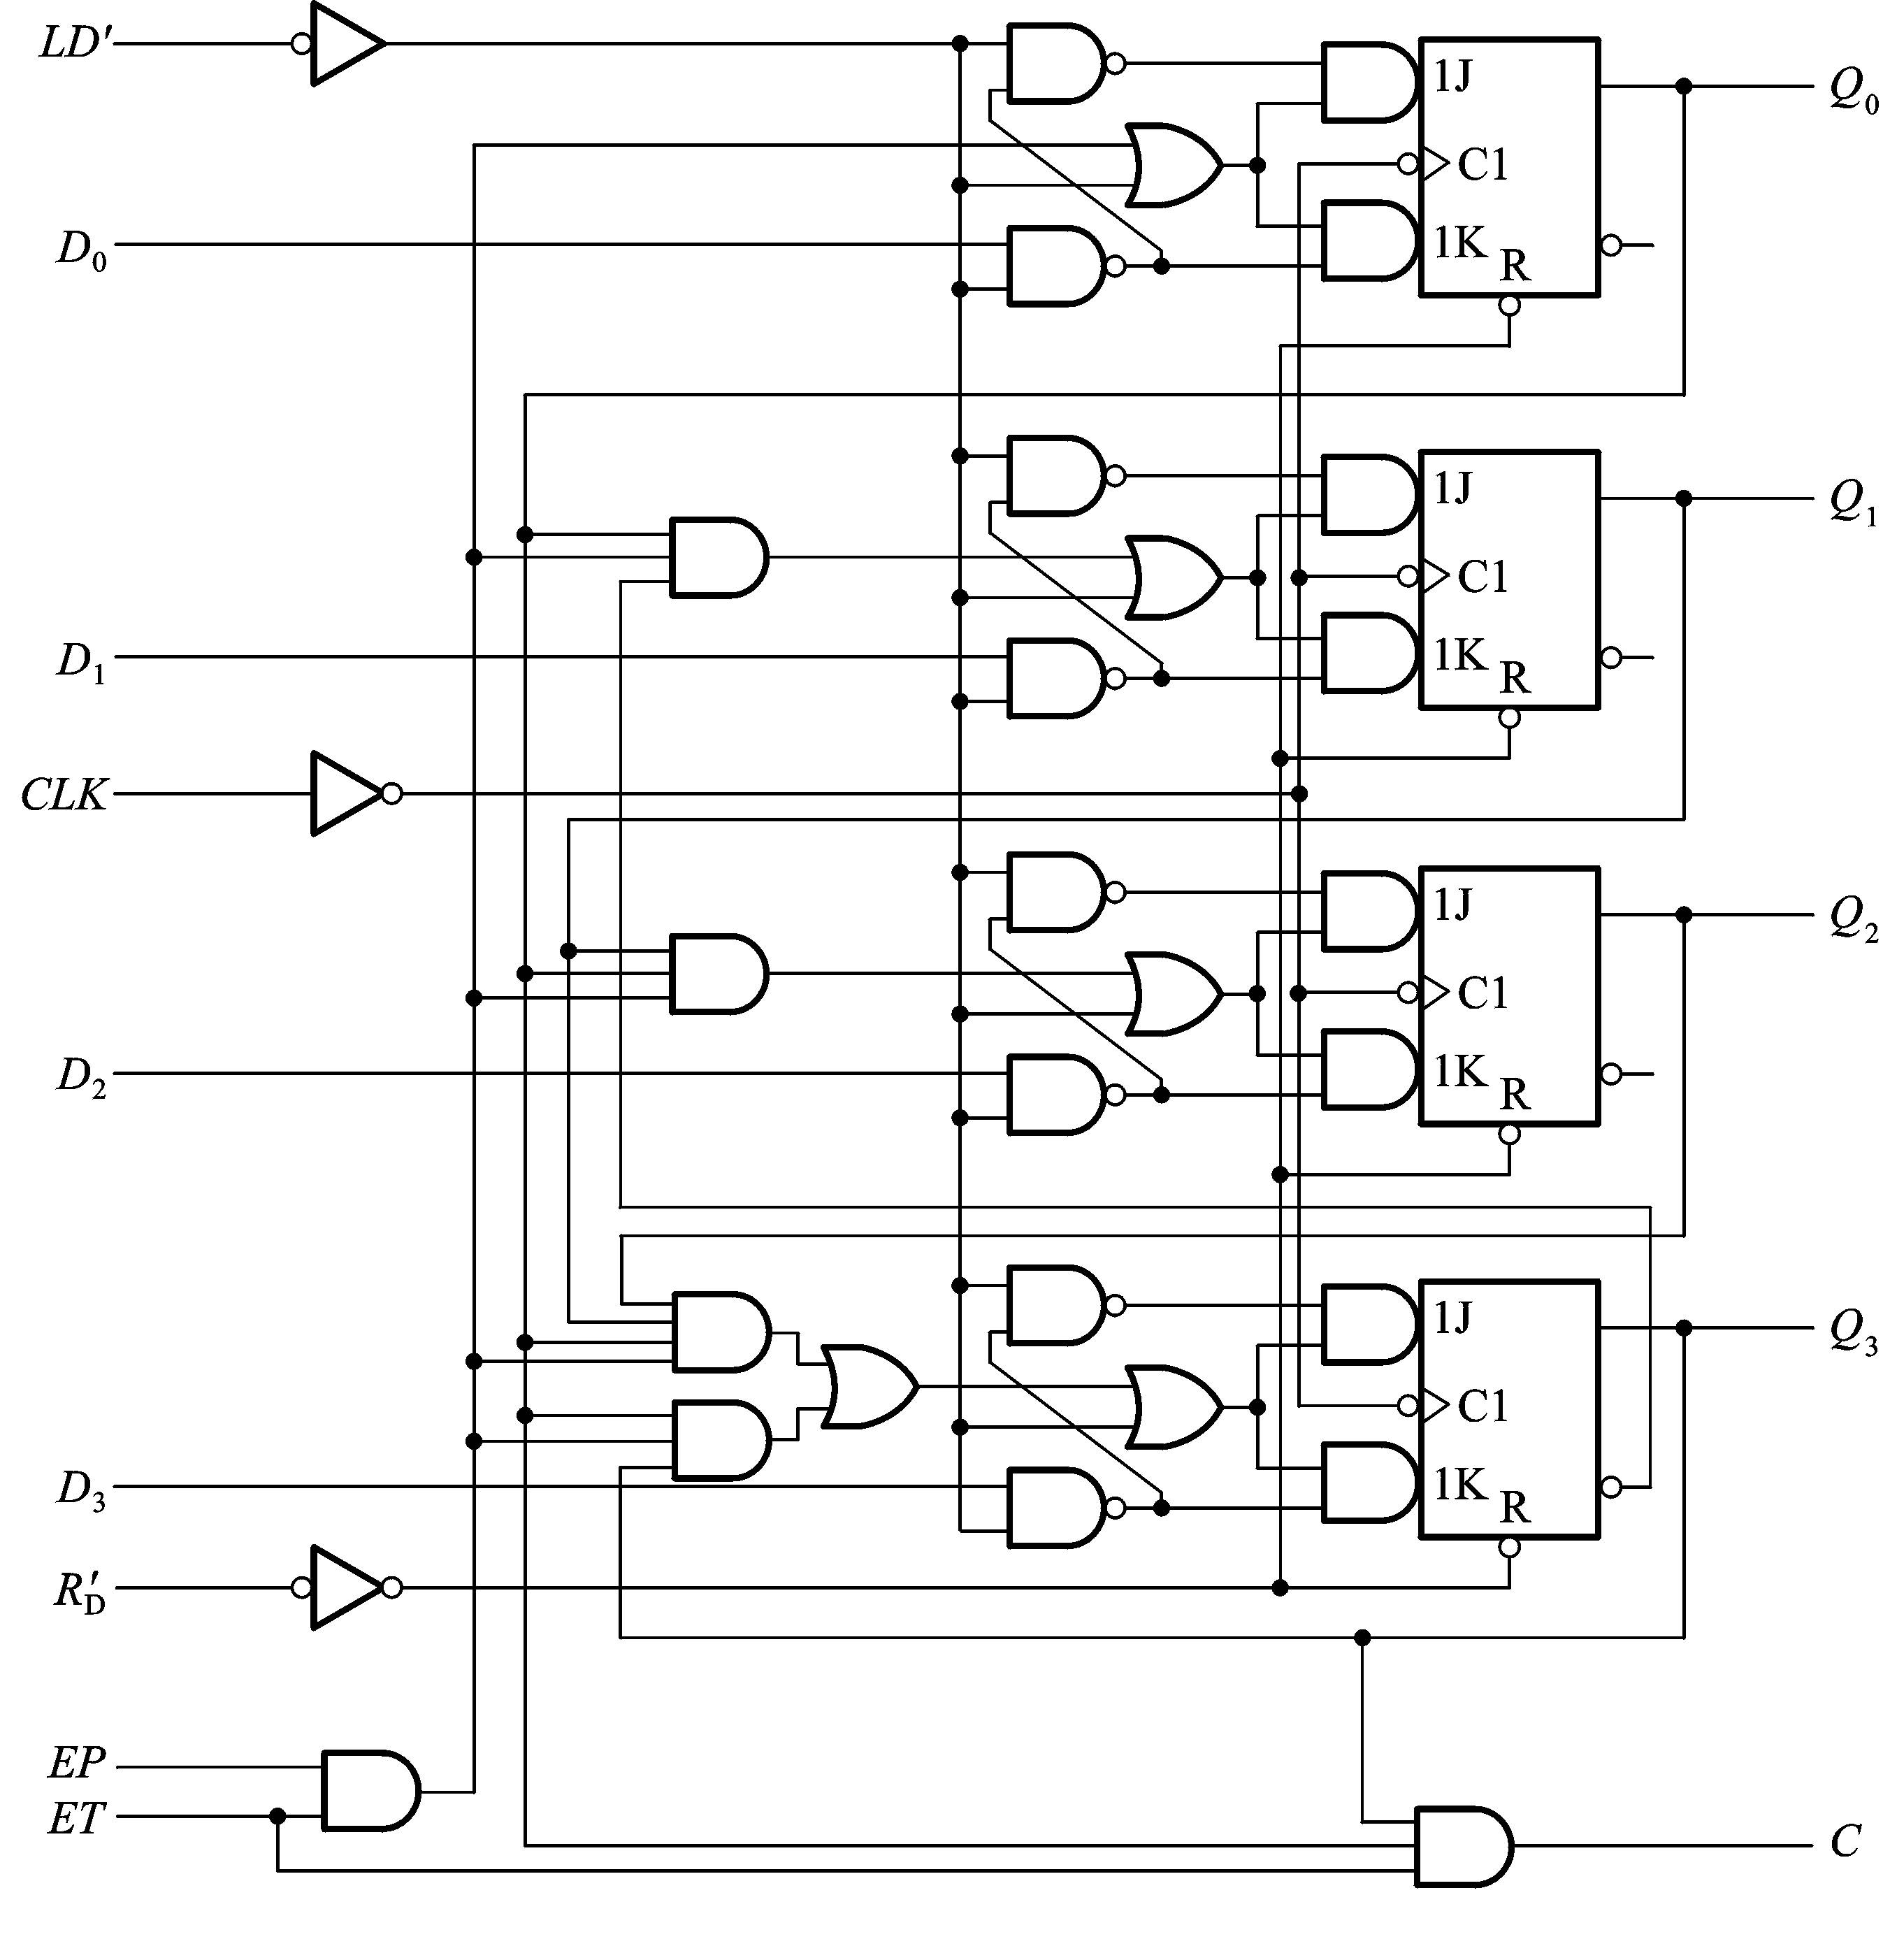 LD′
1J
Q₀
C1
D₀
1K
R
1J
Q₁
C1
D₁
1K
R
CLK
1J
Q₂
C1
D₂
1K
R
1J
Q₃
C1
D₃
1K
R
R′D
EP
ET
C